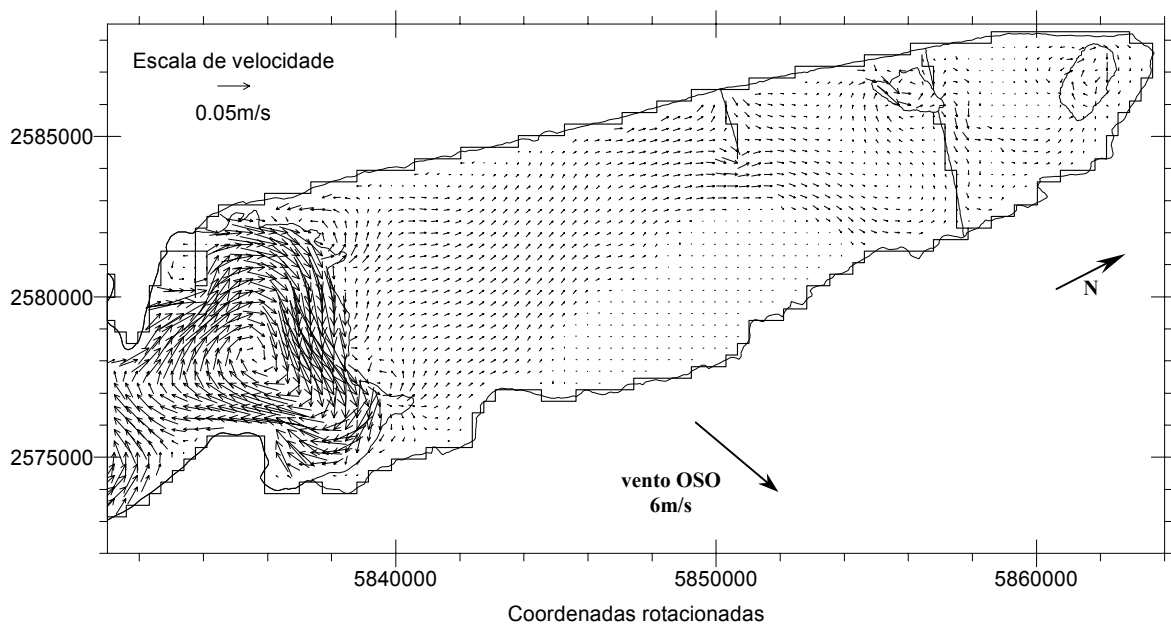 Escala de velocidade
0.05m/s
2585000
2580000
2575000
N
vento OSO
6m/s
5840000
5850000
5860000
Coordenadas rotacionadas